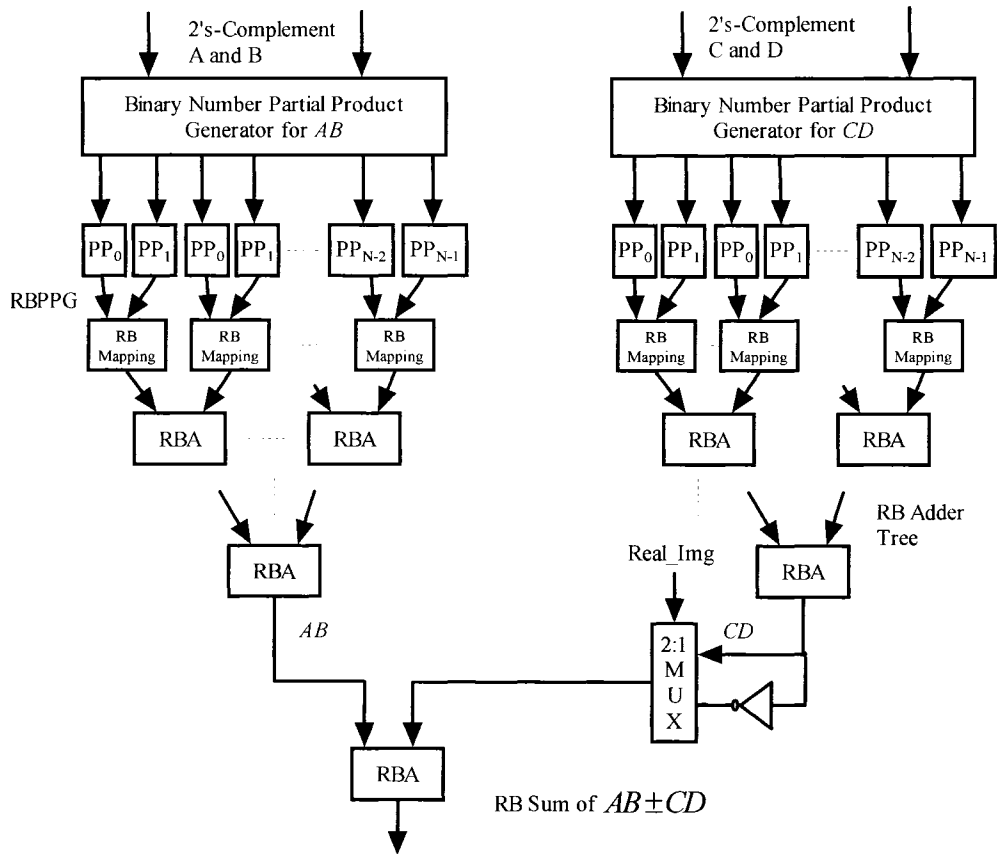 2's-Complement
A and B
2's-Complement
C and D
Binary Number Partial Product
Generator for AB
Binary Number Partial Product
Generator for CD
PP0 PP1 PP0 PP1 PPN-2 PPN-1
PP0 PP1 PP0 PP1 PPN-2 PPN-1
RBPPG
RB
Mapping
RB
Mapping
RB
Mapping
RB
Mapping
RB
Mapping
RB
Mapping
RBA
RBA
RBA
RBA
RB Adder
Tree
Real_Img
RBA
RBA
AB
CD
2:1
M
U
X
RBA
RB Sum of AB±CD